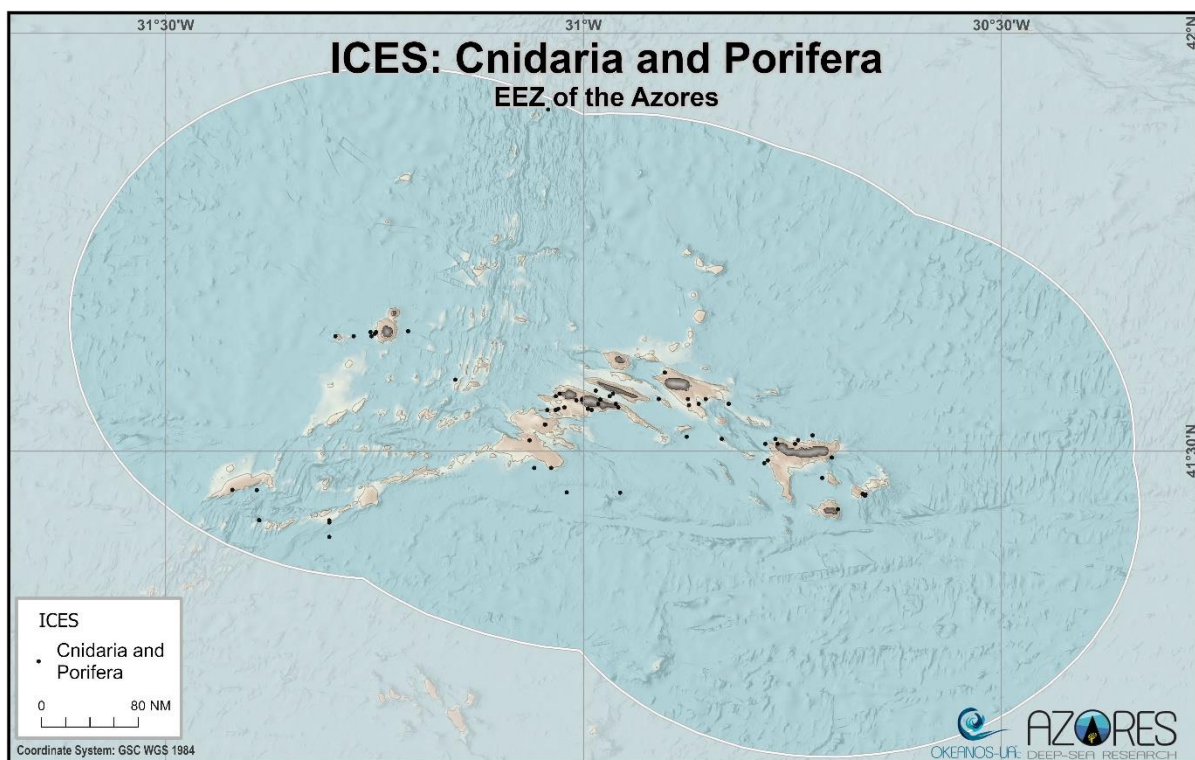 31°30'W
31°W
30°30'W
42°N
ICES: Cnidaria and Porifera
EEZ of the Azores
41°30'N
ICES
Cnidaria and
Porifera
0 80 NM
Coordinate System: GSC WGS 1984
OKEANOS-UAc
AZORES
DEEP-SEA RESEARCH